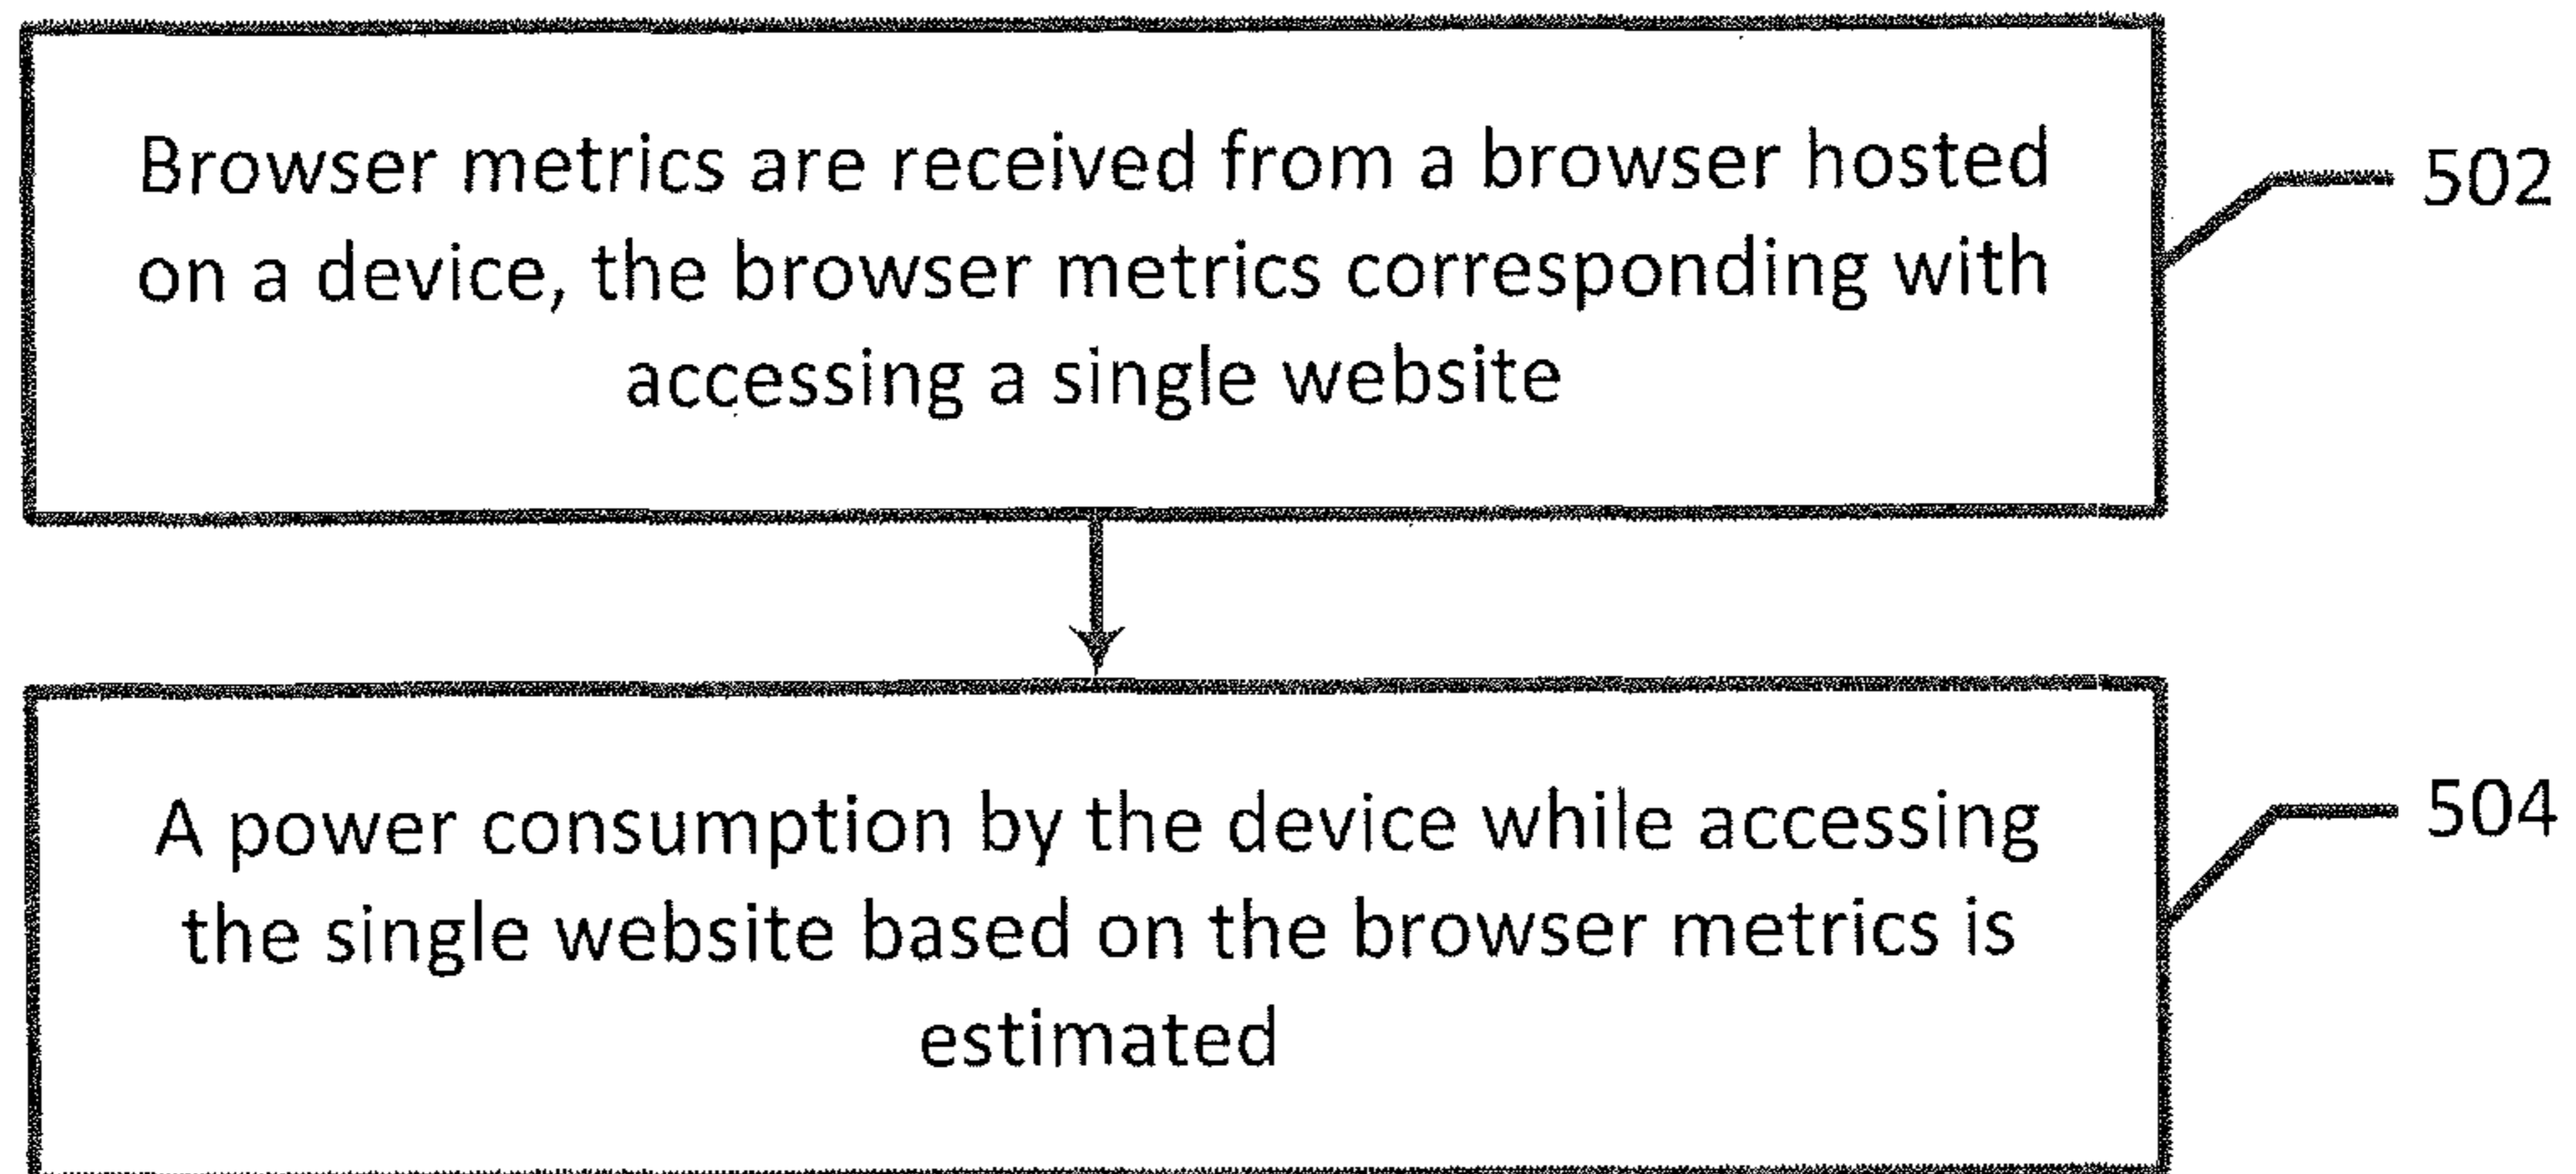 Browser metrics are received from a browser hosted
on a device, the browser metrics corresponding with
accessing a single website
502
A power consumption by the device while accessing
the single website based on the browser metrics is
estimated
504